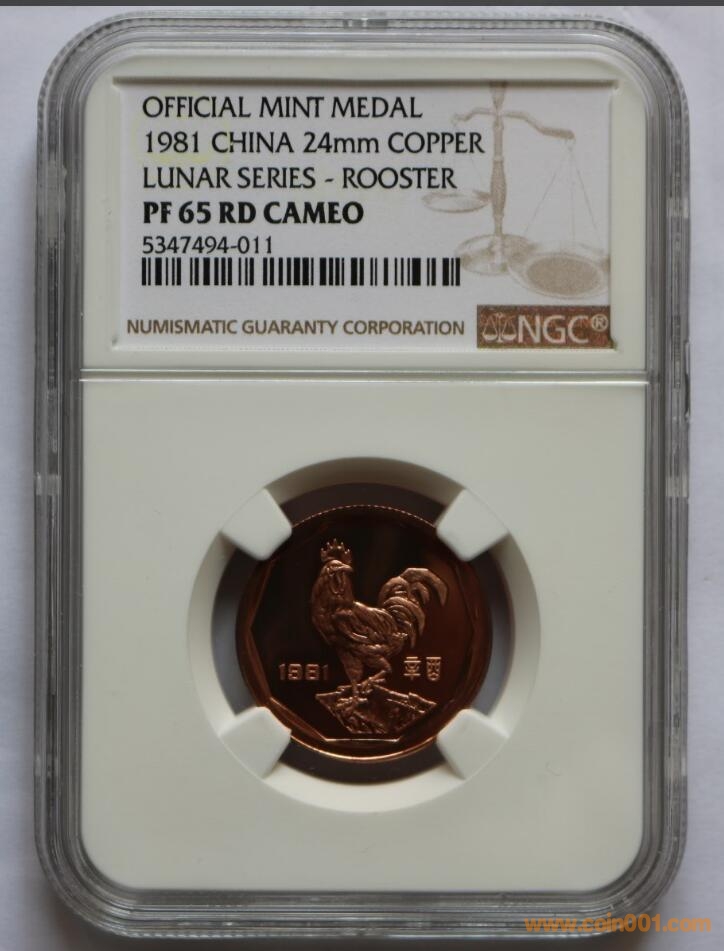 OFFICIAL MINT MEDAL
1981 CHINA 24mm COPPER
LUNAR SERIES - ROOSTER
PF 65 RD CAMEO
5347494-011
NUMISMATIC GUARANTY CORPORATION
NGC®
1981 辛酉
www.coin001.com